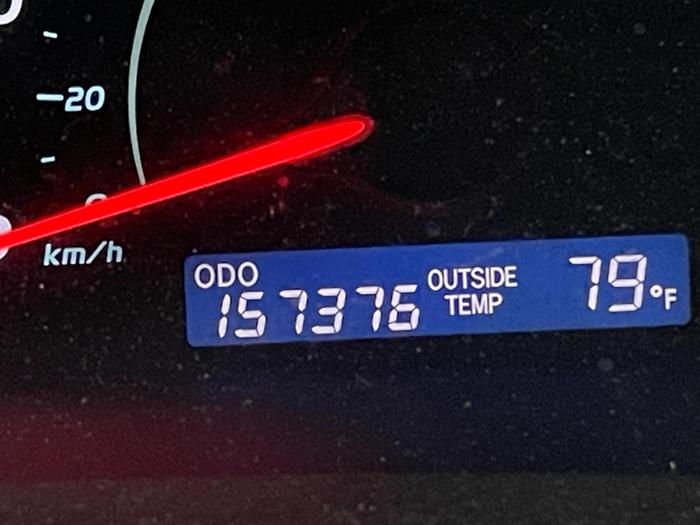 20
km/h
ODO
157376
OUTSIDE
TEMP
79°F